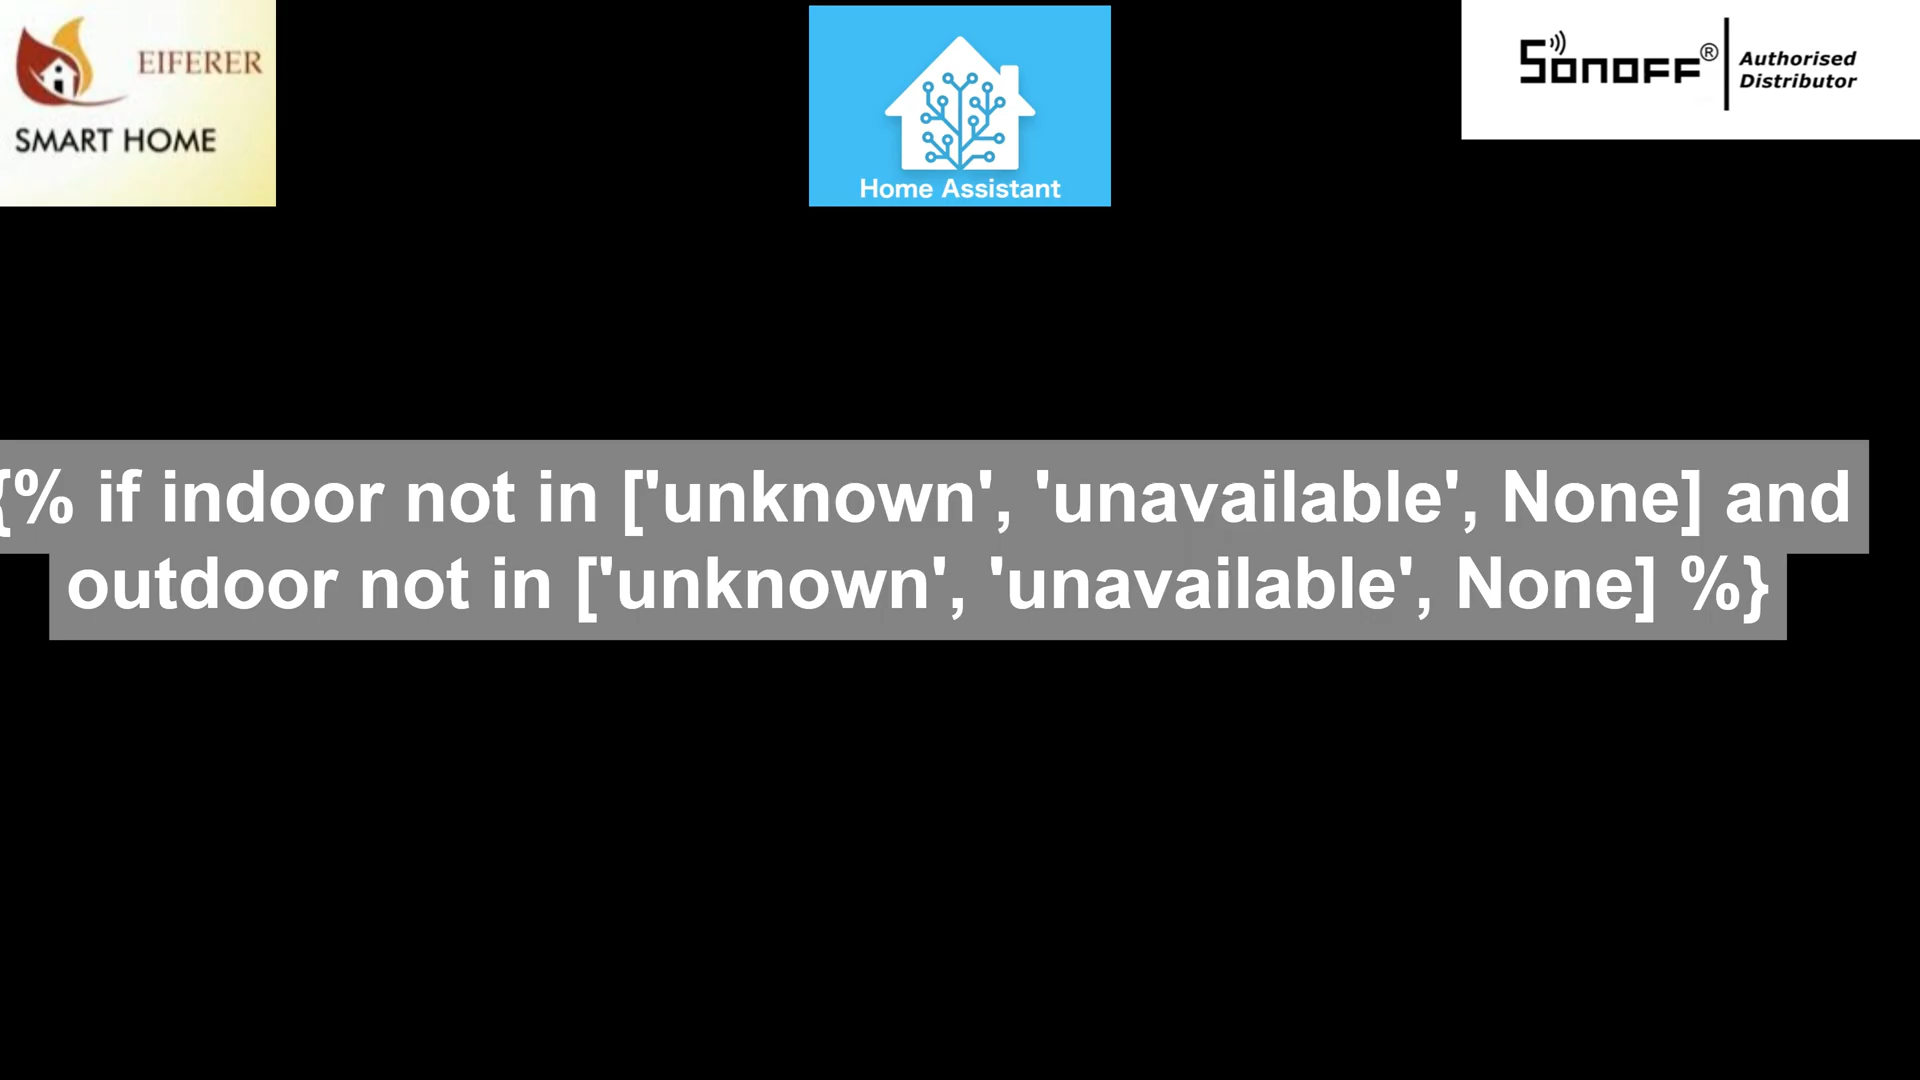 EIFERER
SMART HOME
Home Assistant
SONOFF® Authorised
Distributor
{% if indoor not in ['unknown', 'unavailable', None] and
outdoor not in ['unknown', 'unavailable', None] %}